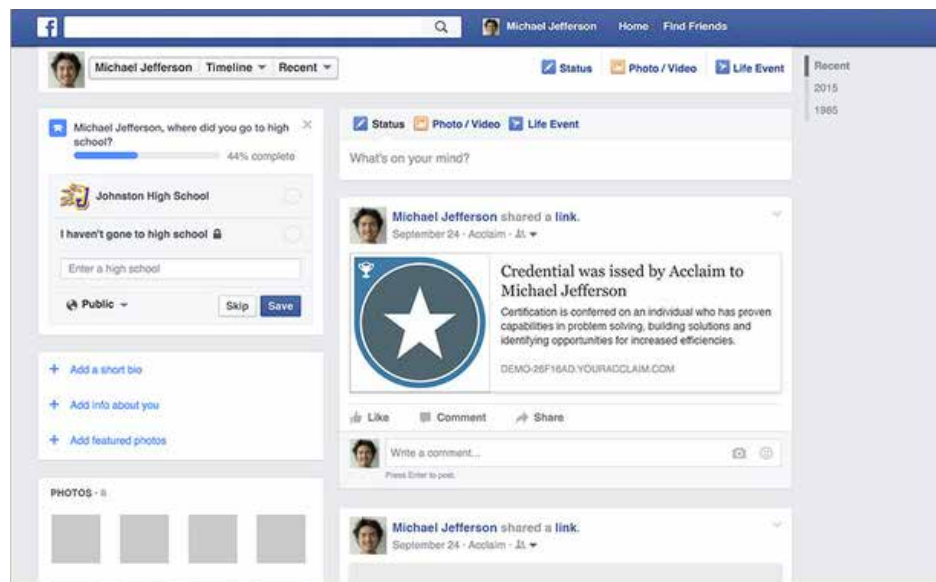 f
Michael Jefferson Home Find Friends
Michael Jefferson Timeline Recent
Status Photo / Video Life Event
Recent
2015
1985
Michael Jefferson, where did you go to high
school?
44% complete
Johnston High School
I haven't gone to high school
Enter a high school
Public
Skip Save
+ Add a short bio
+ Add info about you
+ Add featured photos
PHOTOS · 8
Status Photo / Video Life Event
What's on your mind?
Michael Jefferson shared a link.
September 24 · Acclaim ·
Credential was issed by Acclaim to
Michael Jefferson
Certification is conferred on an individual who has proven
capabilities in problem solving, building solutions and
identifying opportunities for increased efficiencies.
DEMO-26F16AD.YOURACCLAIM.COM
Like Comment Share
Write a comment...
Press Enter to post.
Michael Jefferson shared a link.
September 24 · Acclaim ·